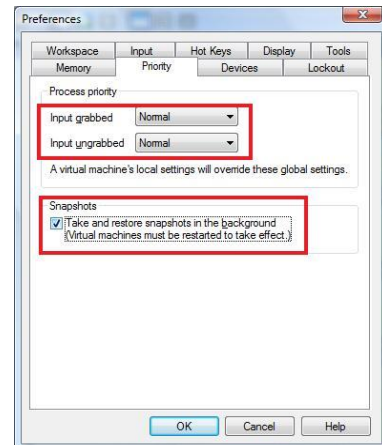 Preferences
Workspace Input Hot Keys Display Tools
Memory Priority Devices Lockout
Process priority
Input grabbed Normal
Input ungrabbed Normal
A virtual machine's local settings will override these global settings.
Snapshots
Take and restore snapshots in the background
(Virtual machines must be restarted to take effect.)
OK Cancel Help